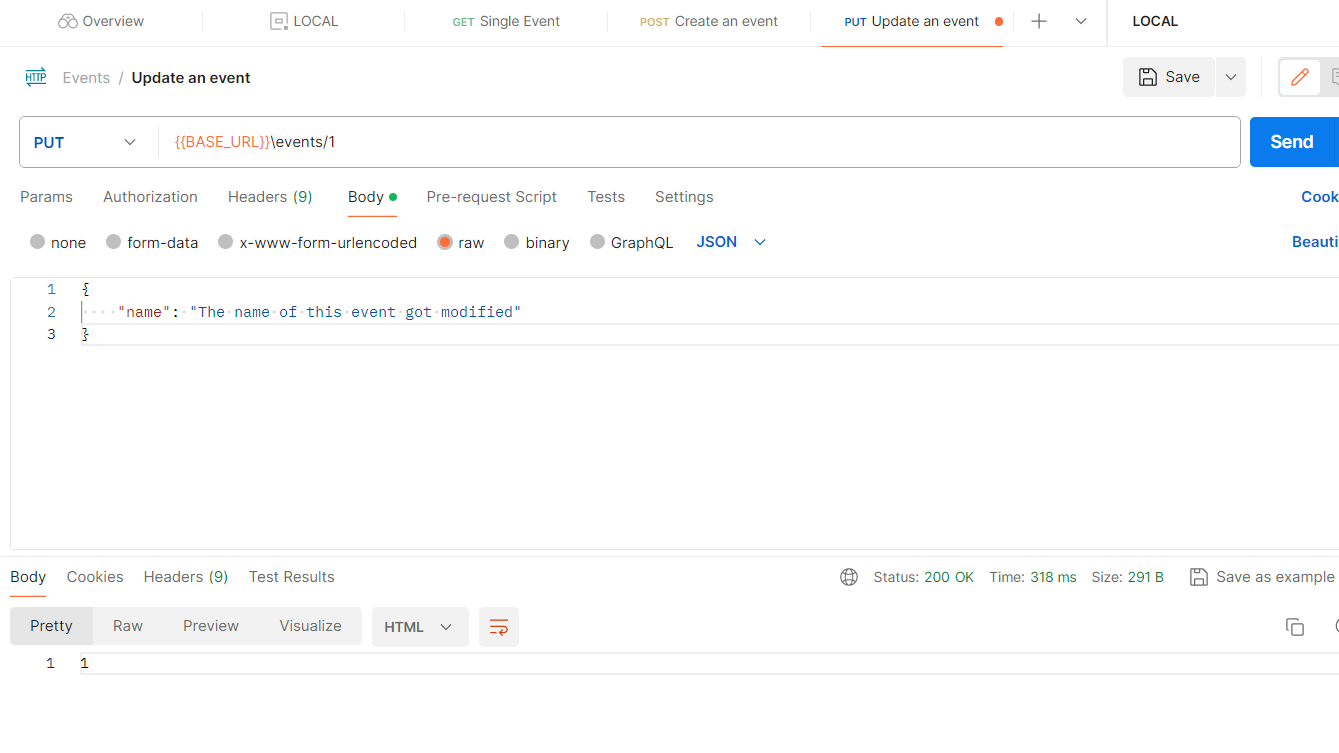 Overview LOCAL GET Single Event POST Create an event PUT Update an event LOCAL
HTTP Events / Update an event Save
PUT {{BASE_URL}}\events/1 Send
Params Authorization Headers (9) Body Pre-request Script Tests Settings Cook
none form-data x-www-form-urlencoded raw binary GraphQL JSON Beauti
1 {
2 "name": "The name of this event got modified"
3 }
Body Cookies Headers (9) Test Results Status: 200 OK Time: 318 ms Size: 291 B Save as example
Pretty Raw Preview Visualize HTML
1 1